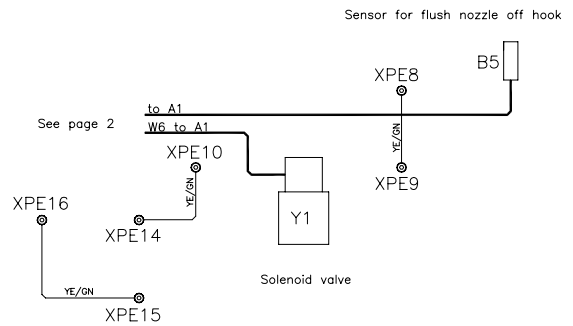 Sensor for flush nozzle off hook
B5
XPE8
to A1
See page 2
W6 to A1
YE/GN
XPE10
XPE9
YE/GN
XPE16
Y1
XPE14
Solenoid valve
YE/GN
XPE15